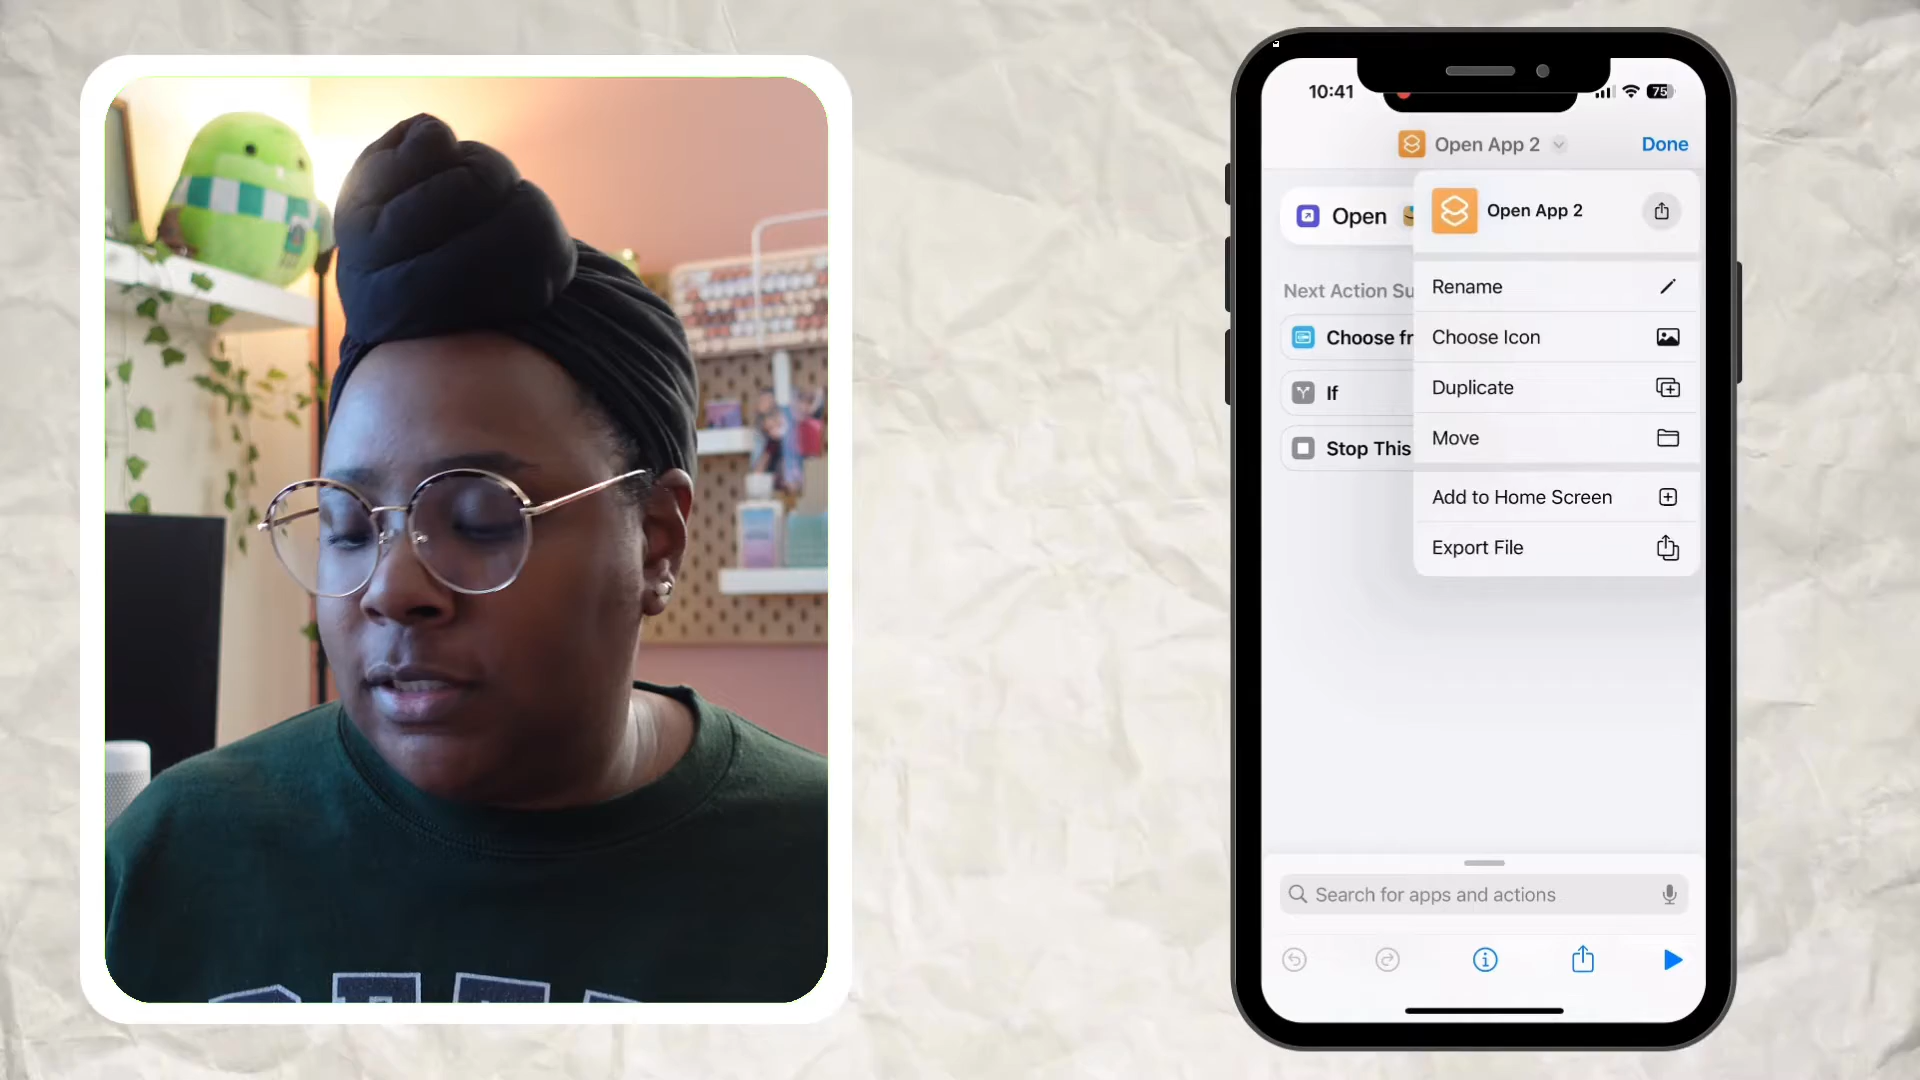 10:41
75
Open App 2
Done
Open
Open App 2
Next Action Su
Rename
Choose fr
Choose Icon
If
Duplicate
Stop This
Move
Add to Home Screen
Export File
Search for apps and actions